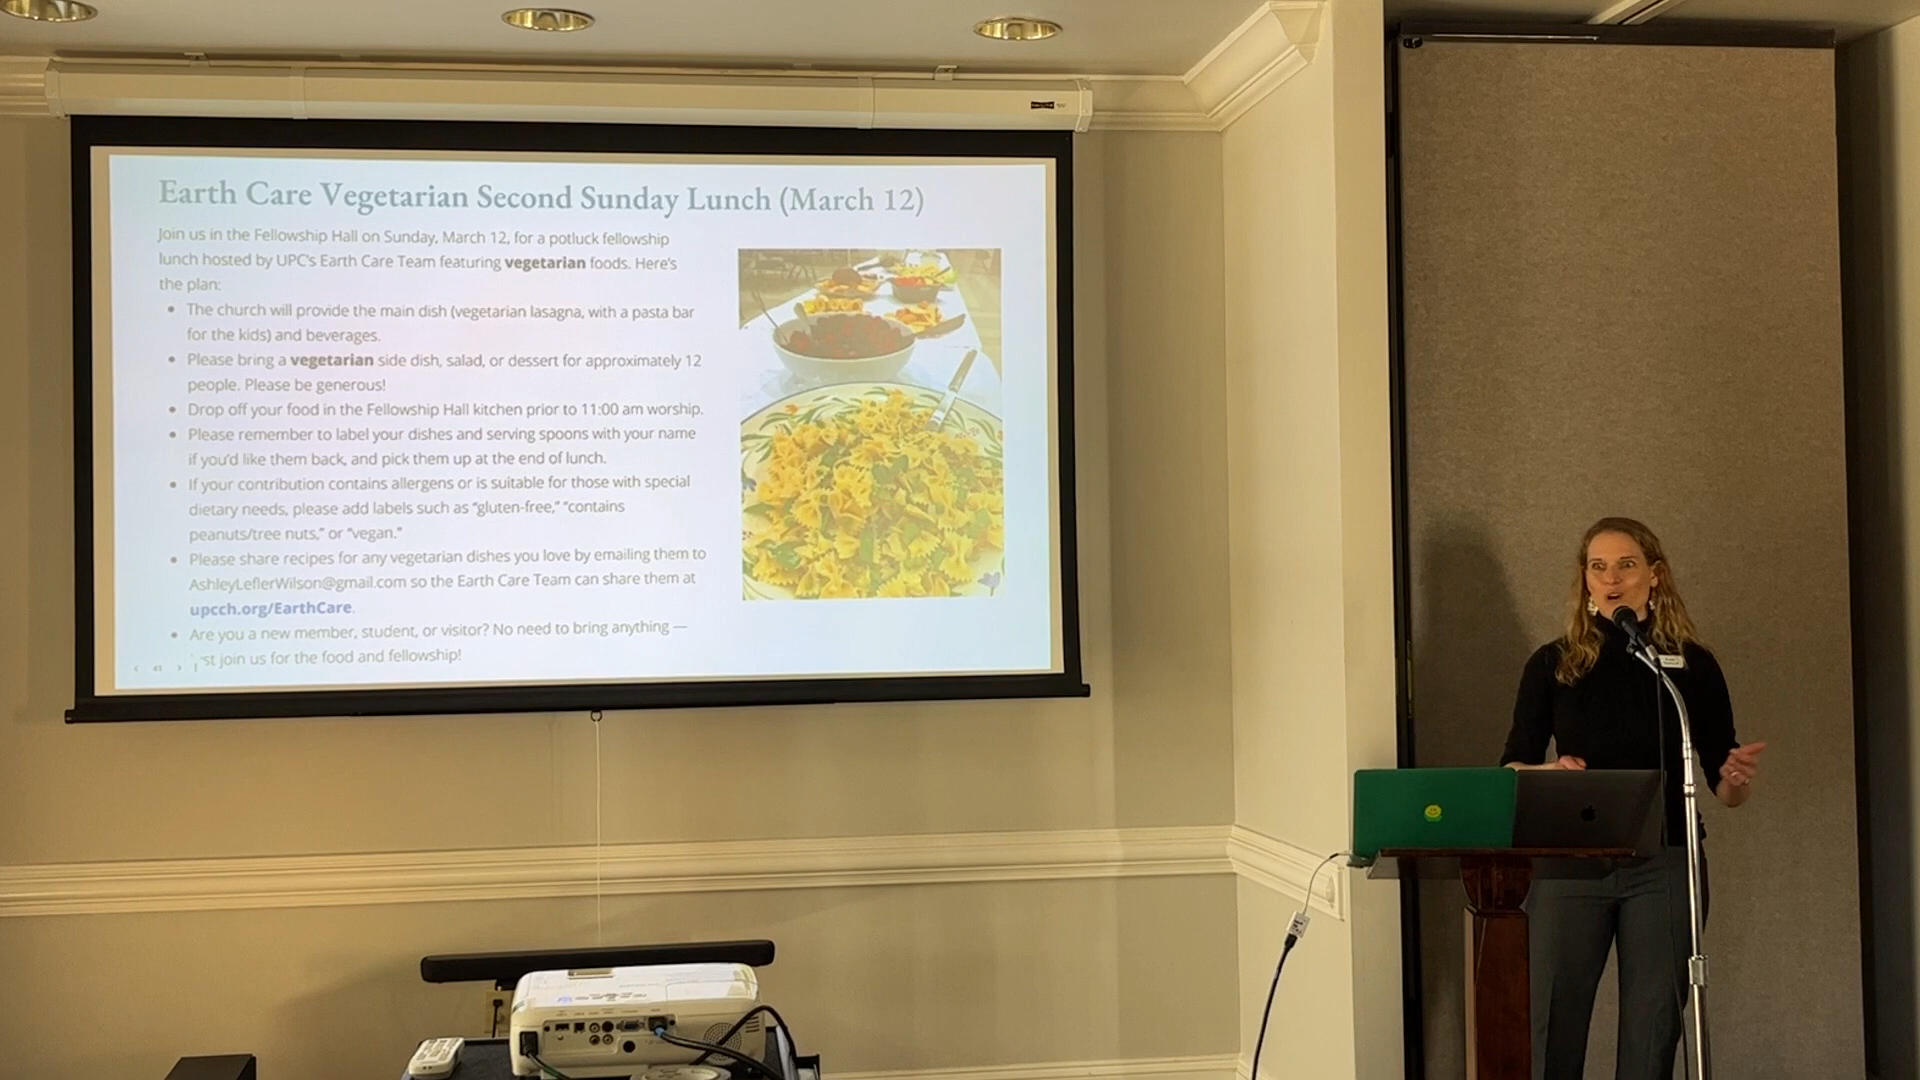 Earth Care Vegetarian Second Sunday Lunch (March 12)
Join us in the Fellowship Hall on Sunday, March 12, for a potluck fellowship
lunch hosted by UPC's Earth Care Team featuring vegetarian foods. Here's
the plan:
• The church will provide the main dish (vegetarian lasagna, with a pasta bar
for the kids) and beverages.
• Please bring a vegetarian side dish, salad, or dessert for approximately 12
people. Please be generous!
• Drop off your food in the Fellowship Hall kitchen prior to 11:00 am worship.
• Please remember to label your dishes and serving spoons with your name
if you'd like them back, and pick them up at the end of lunch.
• If your contribution contains allergens or is suitable for those with special
dietary needs, please add labels such as "gluten-free," "contains
peanuts/tree nuts," or "vegan."
• Please share recipes for any vegetarian dishes you love by emailing them to
AshleyLeflerWilson@gmail.com so the Earth Care Team can share them at
upcch.org/EarthCare.
• Are you a new member, student, or visitor? No need to bring anything —
join us for the food and fellowship!